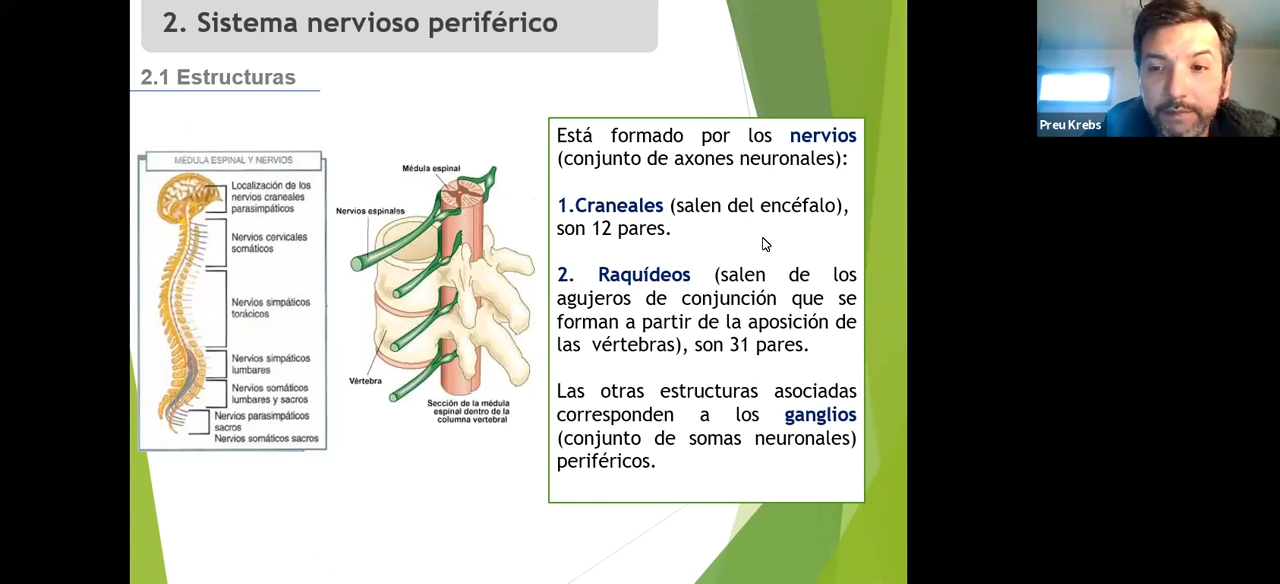 2. Sistema nervioso periférico
2.1 Estructuras
MÉDULA ESPINAL Y NERVIOS
Localización de los
nervios craneales
parasimpáticos
Nervios cervicales
somáticos
Nervios simpáticos
torácicos
Nervios simpáticos
lumbares
Nervios somáticos
lumbares y sacros
Nervios parasimpáticos
sacros
Nervios somáticos sacros
Médula espinal
Nervios espinales
Vértebra
Sección de la médula
espinal dentro de la
columna vertebral
Está formado por los nervios
(conjunto de axones neuronales):
1.Craneales (salen del encéfalo),
son 12 pares.
2. Raquídeos (salen de los
agujeros de conjunción que se
forman a partir de la aposición de
las vértebras), son 31 pares.
Las otras estructuras asociadas
corresponden a los ganglios
(conjunto de somas neuronales)
periféricos.
Preu Krebs